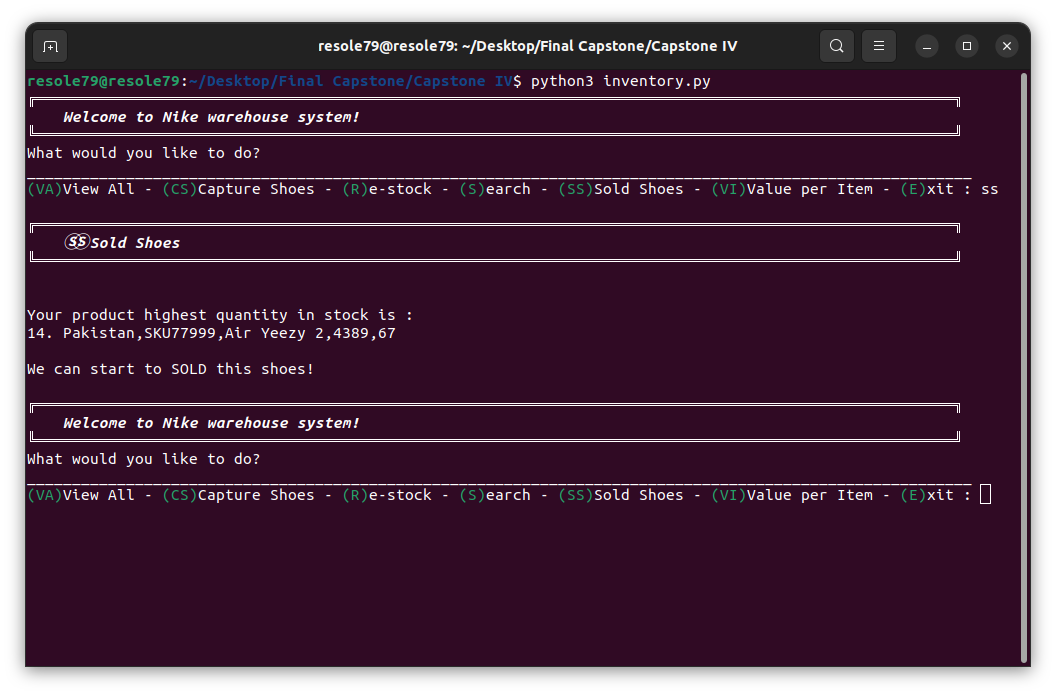 resole79@resole79: ~/Desktop/Final Capstone/Capstone IV
resole79@resole79:~/Desktop/Final Capstone/Capstone IV$ python3 inventory.py
Welcome to Nike warehouse system!
What would you like to do?
(VA)View All - (CS)Capture Shoes - (R)e-stock - (S)earch - (SS)Sold Shoes - (VI)Value per Item - (E)xit : ss
ⓈⓈSold Shoes
Your product highest quantity in stock is :
14. Pakistan,SKU77999,Air Yeezy 2,4389,67
We can start to SOLD this shoes!
Welcome to Nike warehouse system!
What would you like to do?
(VA)View All - (CS)Capture Shoes - (R)e-stock - (S)earch - (SS)Sold Shoes - (VI)Value per Item - (E)xit :